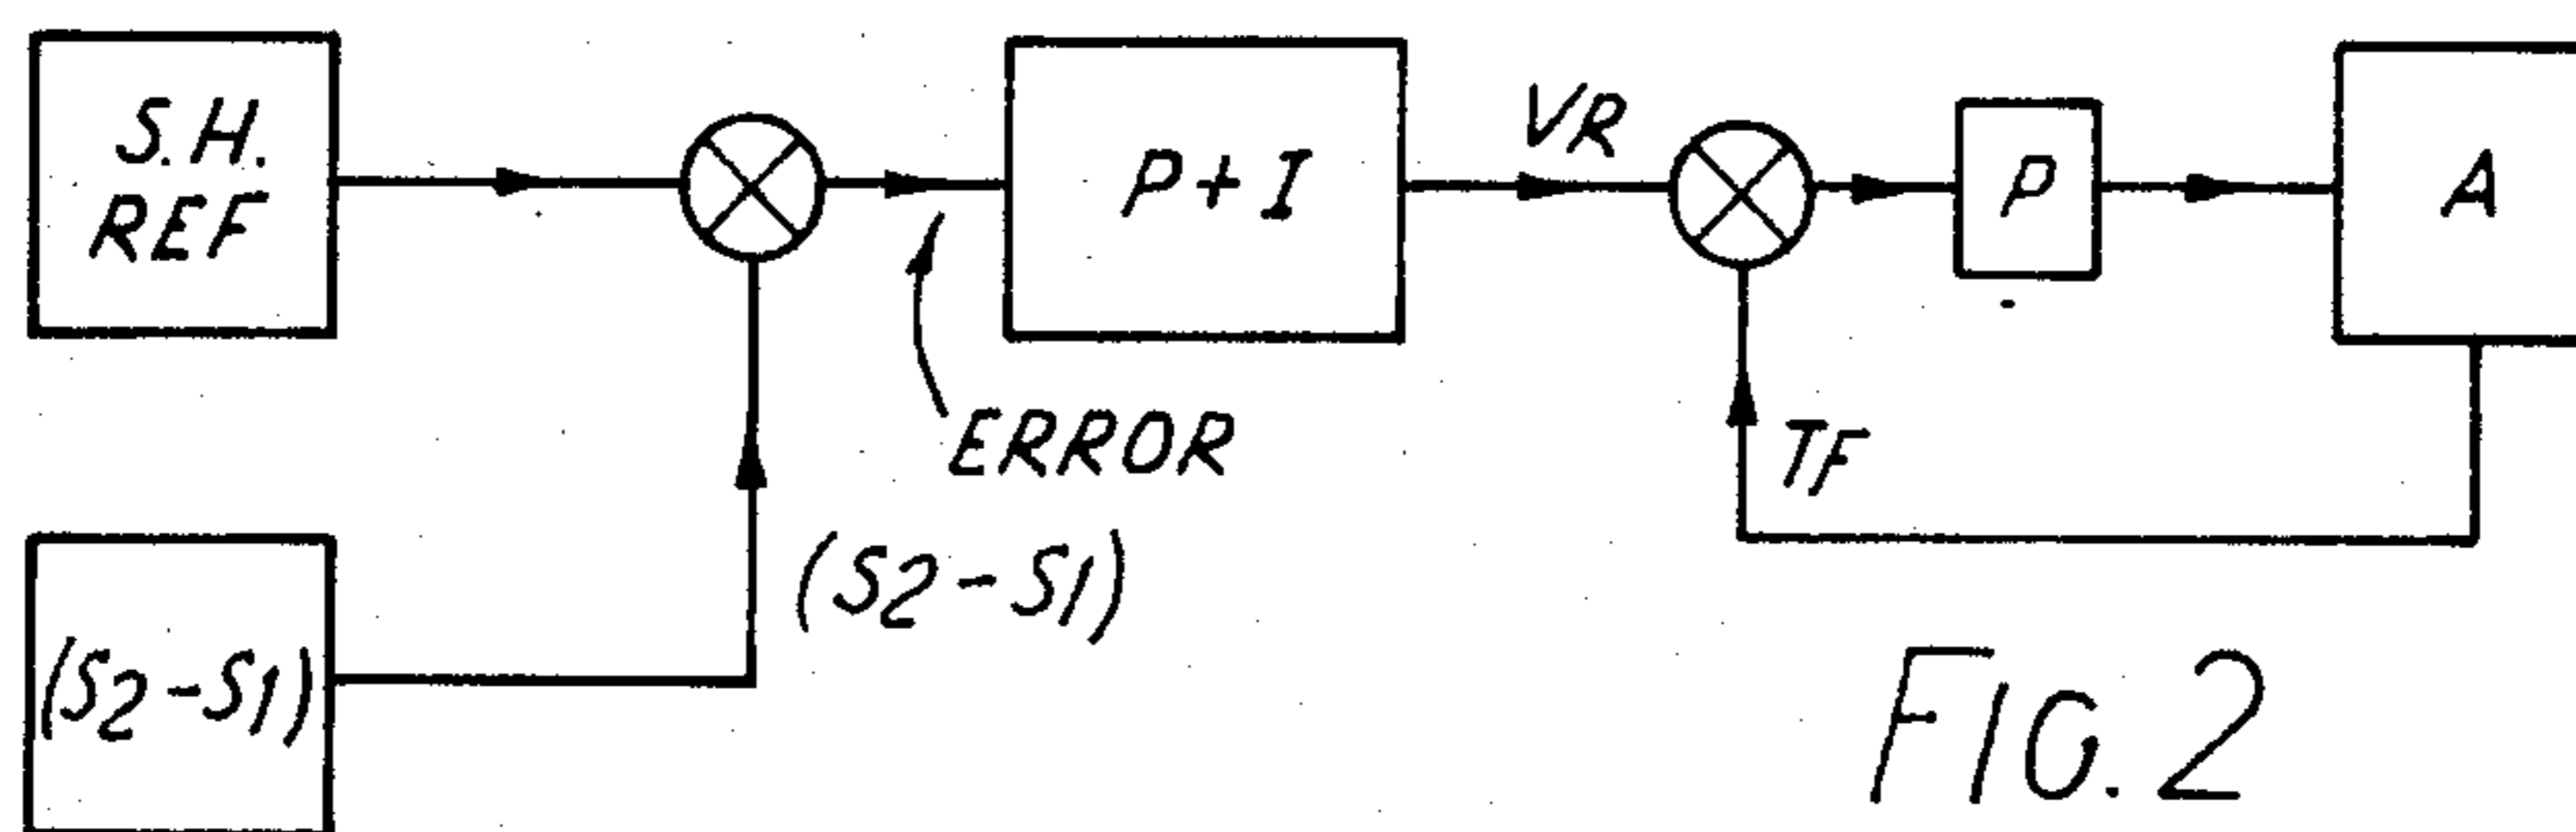 S.H.
REF
P+I
VR
P
A
ERROR
TF
(S2-S1)
(S2-S1)
FIG. 2